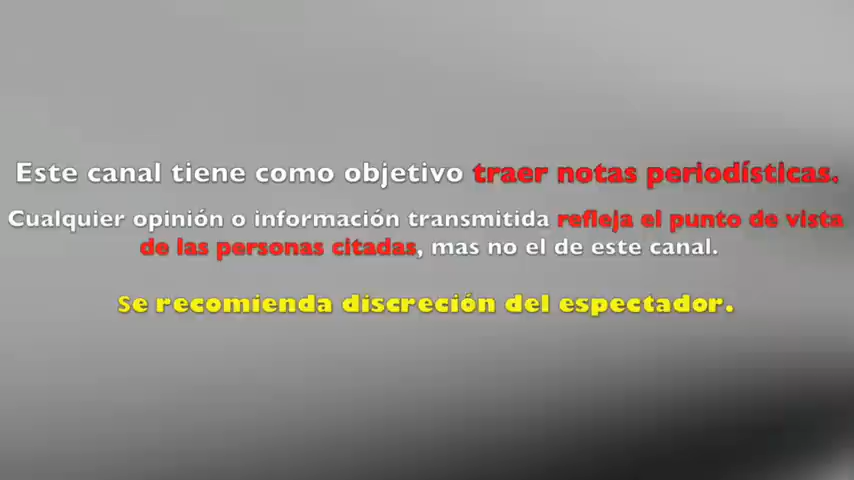 Este canal tiene como objetivo traer notas periodísticas.
Cualquier opinión o información transmitida refleja el punto de vista
de las personas citadas, mas no el de este canal.
Se recomienda discreción del espectador.